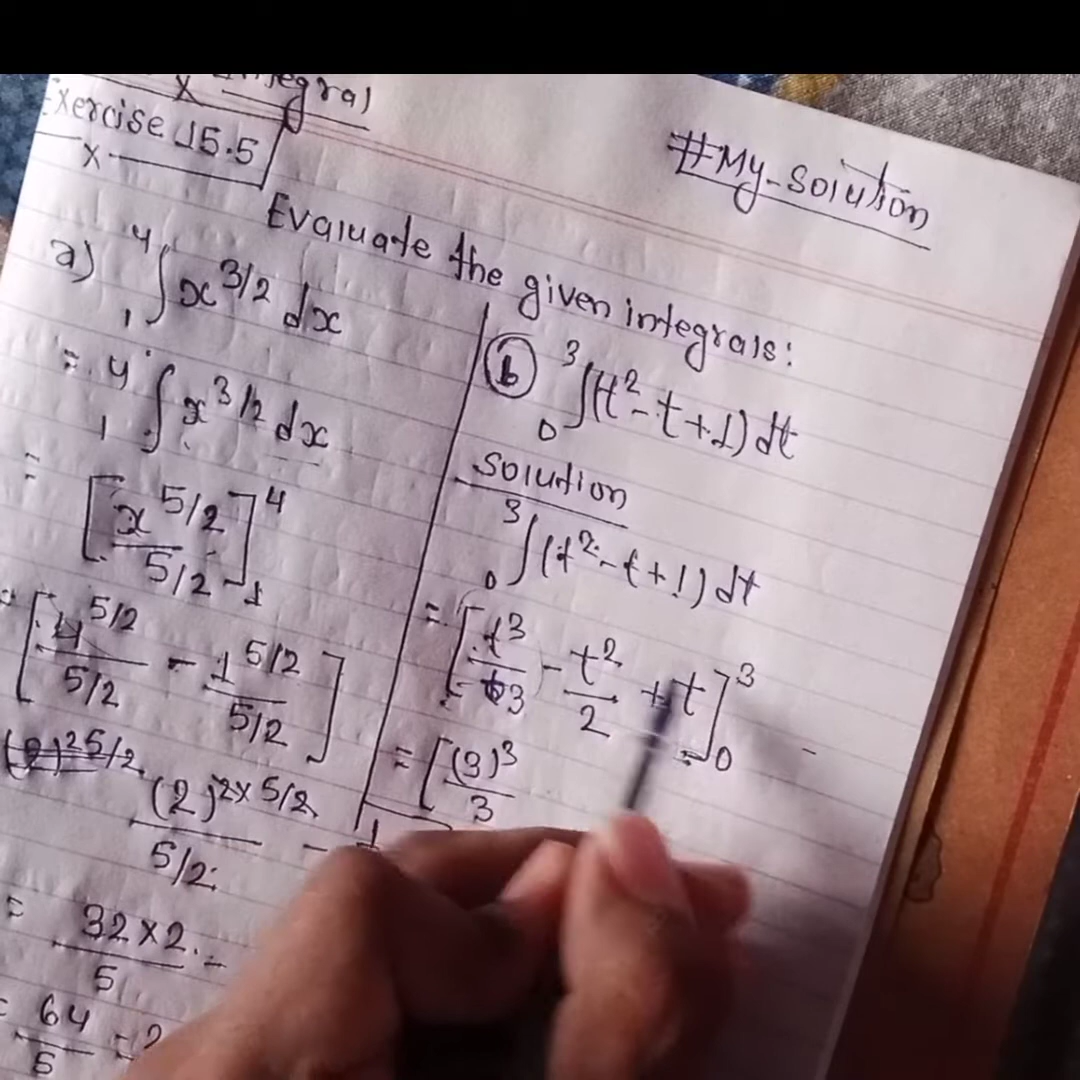 Integral
Exercise 15.5
#My_Solution
Evaluate the given integrals:
a) ₁⁴∫x^3/2 dx
= ₁⁴∫x^3/2 dx
= [x^5/2 / 5/2]₁⁴
= [4^5/2 / 5/2 - 1^5/2 / 5/2]
(2)^2×5/2 / 5/2 -
= 32×2 / 5 -
= 64/5 =
(b) ₀³∫(t²-t+1)dt
Solution
₀³∫(t²-t+1)dt
= [t³/3 - t²/2 + t]₀³
= [(3)³/3